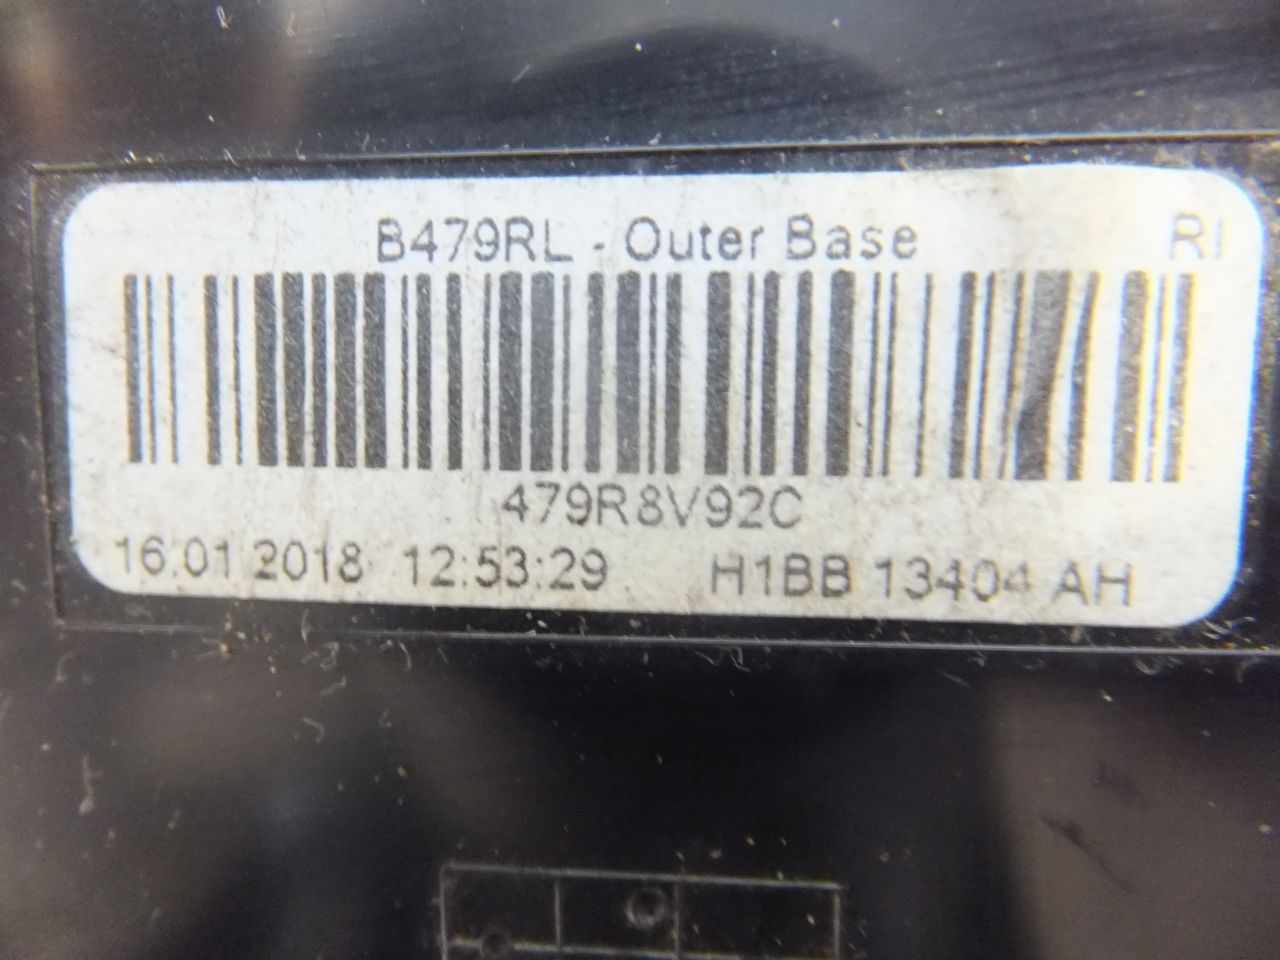 B479RL - Outer Base RI
479R8V92C
16.01.2018 12:53:29 H1BB 13404 AH